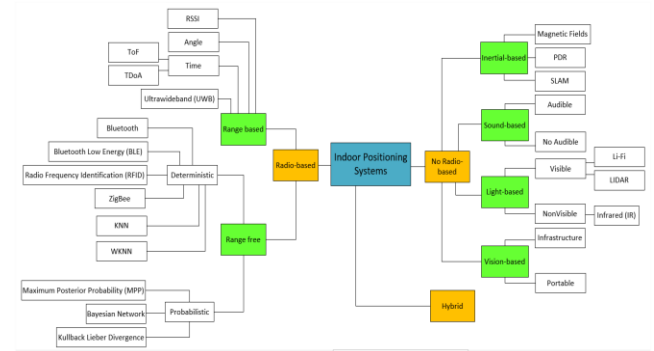 RSSI
Angle
ToF
Time
TDoA
Ultrawideband (UWB)
Range based
Bluetooth
Bluetooth Low Energy (BLE)
Radio Frequency Identification (RFID)
Deterministic
ZigBee
KNN
WKNN
Range free
Maximum Posterior Probability (MPP)
Bayesian Network
Probabilistic
Kullback Lieber Divergence
Radio-based
Indoor Positioning
Systems
No Radio-
based
Hybrid
Inertial-based
Magnetic Fields
PDR
SLAM
Sound-based
Audible
No Audible
Light-based
Visible
Li-Fi
LIDAR
NonVisible
Infrared (IR)
Vision-based
Infrastructure
Portable